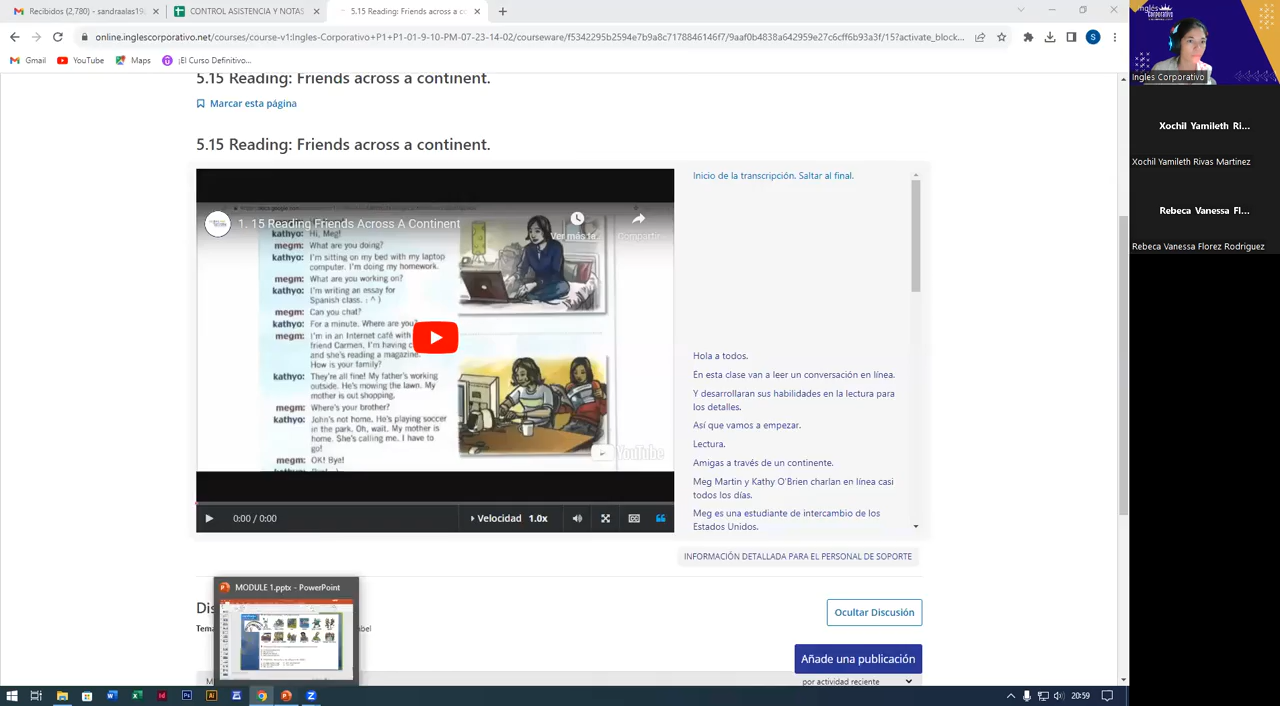 Recibidos (2,780) - sandraalas19
CONTROL ASISTENCIA Y NOTAS
5.15 Reading: Friends across a co
online.inglescorporativo.net/courses/course-v1:Ingles-Corporativo+P1+P1-01-9-10-PM-07-23-14-02/courseware/f5342295b2594e7b9a8c7178846146f7/9aaf0b4838a642959e27c6cff6b93a3f/15?activate_block...
S
Gmail
YouTube
Maps
¡El Curso Definitivo...
5.15 Reading: Friends across a continent.
Marcar esta página
5.15 Reading: Friends across a continent.
1. 15 Reading Friends Across A Continent
Ver más ta...
Compartir
kathyo: Hi, Meg!
megm: What are you doing?
kathyo: I'm sitting on my bed with my laptop
computer. I'm doing my homework.
megm: What are you working on?
kathyo: I'm writing an essay for
Spanish class. : ^ )
megm: Can you chat?
kathyo: For a minute. Where are you?
megm: I'm in an Internet café with
friend Carmen. I'm having
and she's reading a magazine.
How is your family?
kathyo: They're all fine! My father's working
outside. He's mowing the lawn. My
mother is out shopping.
megm: Where's your brother?
kathyo: John's not home. He's playing soccer
in the park. Oh, wait. My mother is
home. She's calling me. I have to
go!
megm: OK! Bye!
YouTube
0:00 / 0:00
Velocidad 1.0x
Inicio de la transcripción. Saltar al final.
Hola a todos.
En esta clase van a leer un conversación en línea.
Y desarrollaran sus habilidades en la lectura para
los detalles.
Así que vamos a empezar.
Lectura.
Amigas a través de un continente.
Meg Martin y Kathy O'Brien charlan en línea casi
todos los días.
Meg es una estudiante de intercambio de los
Estados Unidos.
INFORMACIÓN DETALLADA PARA EL PERSONAL DE SOPORTE
MODULE 1.pptx - PowerPoint
Dis
Tema
label
Ocultar Discusión
Añade una publicación
por actividad reciente
Inglés
Corporativo
Ingles Corporativo
Xochil Yamileth Ri...
Xochil Yamileth Rivas Martinez
Rebeca Vanessa Fl...
Rebeca Vanessa Florez Rodriguez
20:59